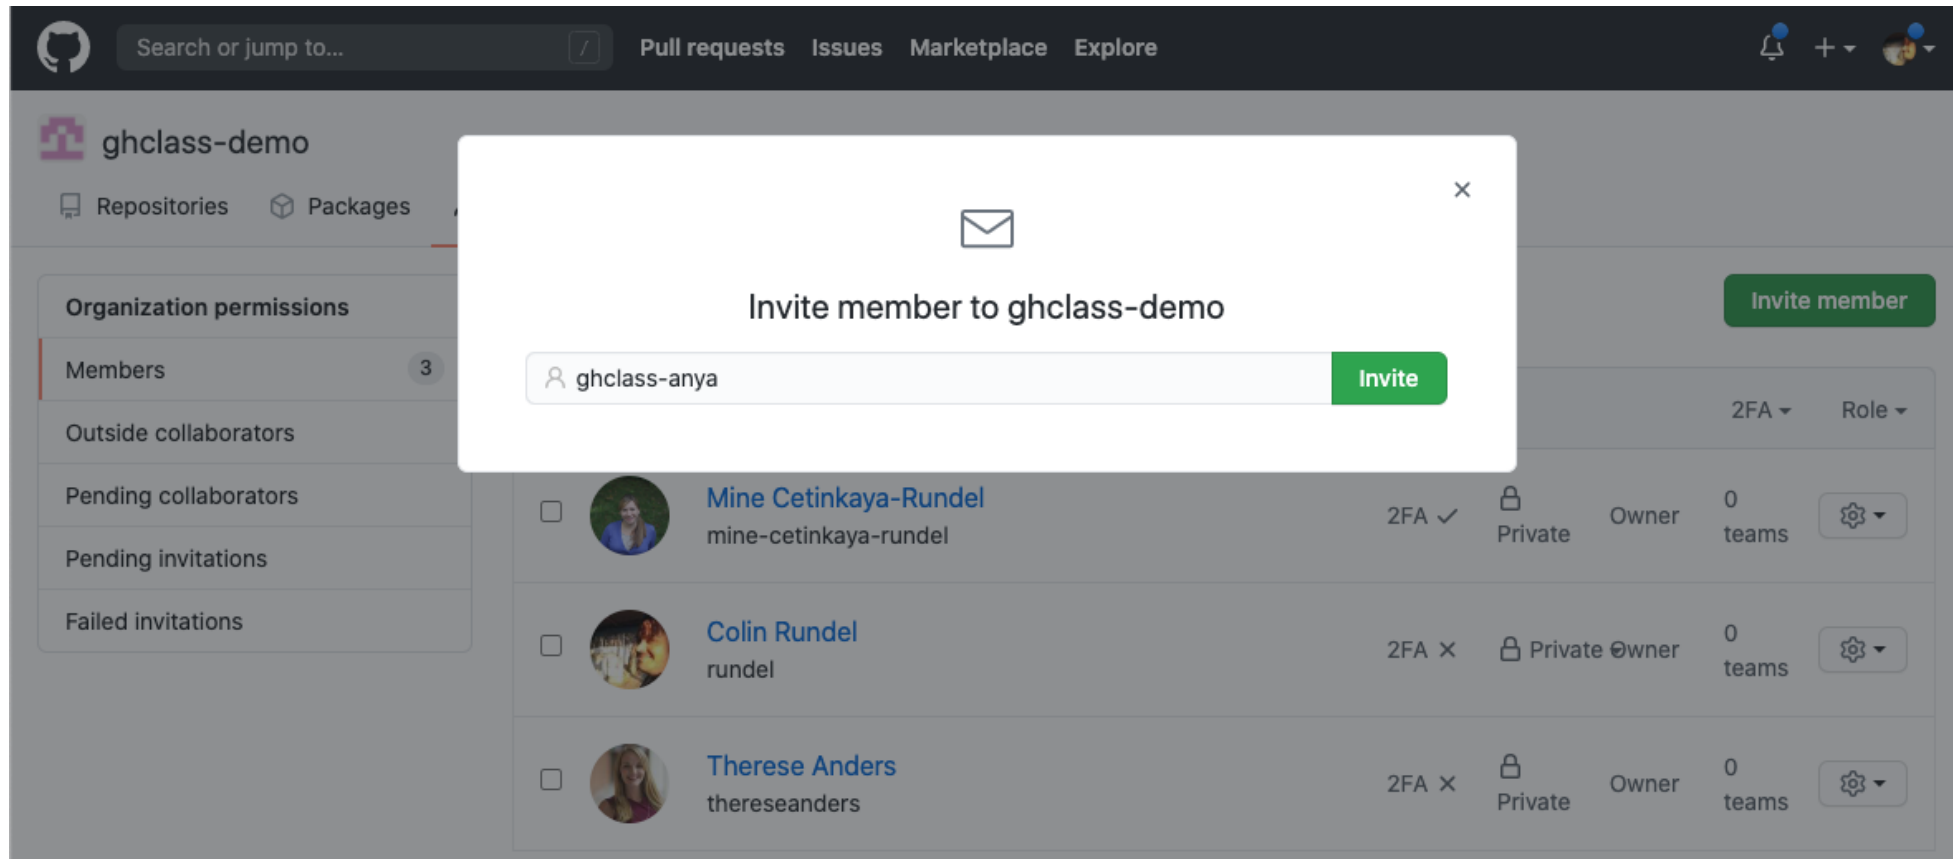 Search or jump to...
/
Pull requests
Issues
Marketplace
Explore
ghclass-demo
Repositories
Packages
Invite member to ghclass-demo
ghclass-anya
Invite
Invite member
Organization permissions
Members
3
Outside collaborators
Pending collaborators
Pending invitations
Failed invitations
2FA
Role
Mine Cetinkaya-Rundel
mine-cetinkaya-rundel
2FA
Private
Owner
0
teams
Colin Rundel
rundel
2FA
Private
Owner
0
teams
Therese Anders
thereseanders
2FA
Private
Owner
0
teams